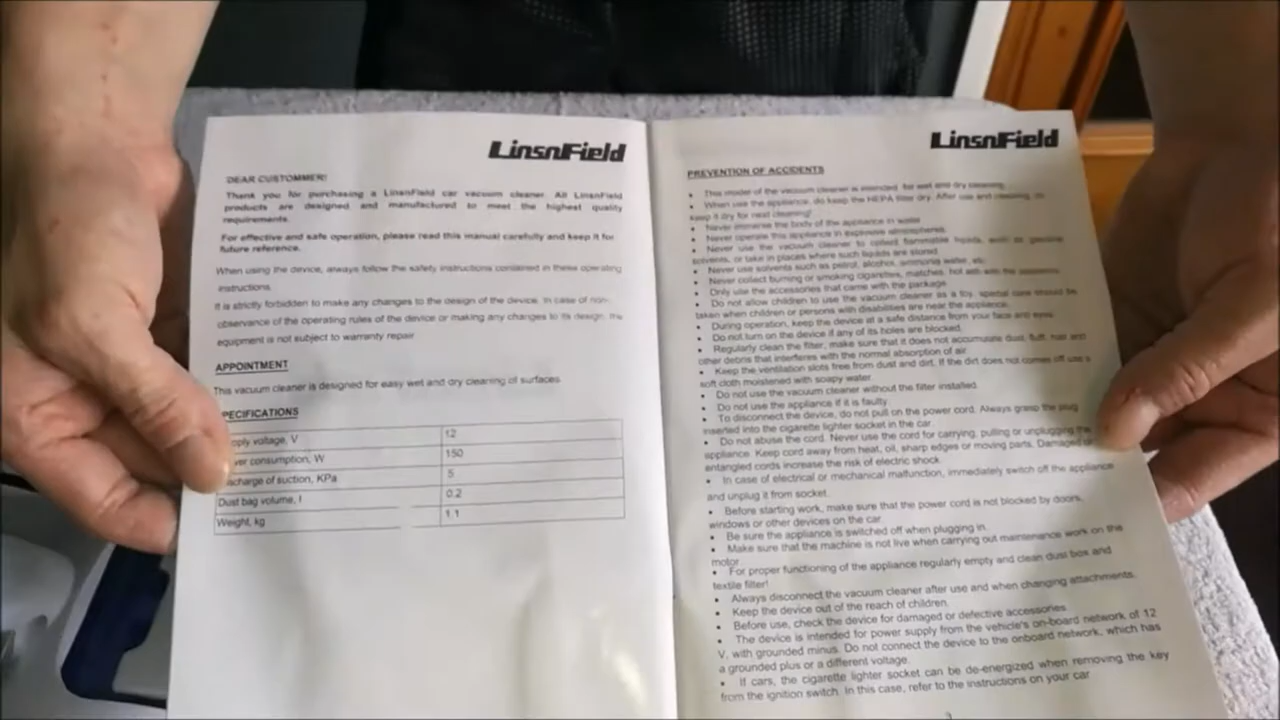 LinsnField
DEAR CUSTOMMER!
Thank you for purchasing a LinsnField car vacuum cleaner. All LinsnField
products are designed and manufactured to meet the highest quality
requirements.
For effective and safe operation, please read this manual carefully and keep it for
future reference.
When using the device, always follow the safety instructions contained in these operating
instructions.
It is strictly forbidden to make any changes to the design of the device. In case of non-
observance of the operating rules of the device or making any changes to its design, the
equipment is not subject to warranty repair
APPOINTMENT
This vacuum cleaner is designed for easy wet and dry clearing of surfaces.
PECIFICATIONS
pply voltage, V 12
wer consumption, W 150
scharge of suction, KPa 5
Dust bag volume, l 0.2
Weight, kg 1.1
LinsnField
PREVENTION OF ACCIDENTS
• This model of the vacuum cleaner is intended for wet and dry cleaning.
• When use the appliance, do keep the HEPA filter dry. After use and cleaning, to
keep it dry for next cleaning!
• Never immerse the body of the appliance in water
• Never operate this appliance in explosive atmospheres
• Never use the vacuum cleaner to collect flammable liquids, such as gasoline
solvents, or take in places where such liquids are stored.
• Never use solvents such as petrol, alcohol, ammonia water, etc.
• Never collect burning or smoking cigarettes, matches, hot ash with the appliance
• Only use the accessories that came with the package
• Do not allow children to use the vacuum cleaner as a toy, special care should be
taken when children or persons with disabilities are near the appliance.
• During operation, keep the device at a safe distance from your face and eyes
• Do not turn on the device if any of its holes are blocked.
• Regularly clean the filter, make sure that it does not accumulate dust, fluff, hair and
other debris that interferes with the normal absorption of air.
• Keep the ventilation slots free from dust and dirt. If the dirt does not comes off use a
soft cloth moistened with soapy water.
• Do not use the vacuum cleaner without the filter installed.
• Do not use the appliance if it is faulty.
• To disconnect the device, do not pull on the power cord. Always grasp the plug
inserted into the cigarette lighter socket in the car.
• Do not abuse the cord. Never use the cord for carrying, pulling or unplugging the
appliance. Keep cord away from heat, oil, sharp edges or moving parts. Damaged or
entangled cords increase the risk of electric shock
• In case of electrical or mechanical malfunction, immediately switch off the appliance
and unplug it from socket.
• Before starting work, make sure that the power cord is not blocked by doors,
windows or other devices on the car.
• Be sure the appliance is switched off when plugging in.
• Make sure that the machine is not live when carrying out maintenance work on the
motor
• For proper functioning of the appliance regularly empty and clean dust box and
textile filter!
• Always disconnect the vacuum cleaner after use and when changing attachments.
• Keep the device out of the reach of children.
• Before use, check the device for damaged or defective accessories
• The device is intended for power supply from the vehicle's on-board network of 12
V, with grounded minus. Do not connect the device to the onboard network, which has
a grounded plus or a different voltage.
• If cars, the cigarette lighter socket can be de-energized when removing the key
from the ignition switch. In this case, refer to the instructions on your car